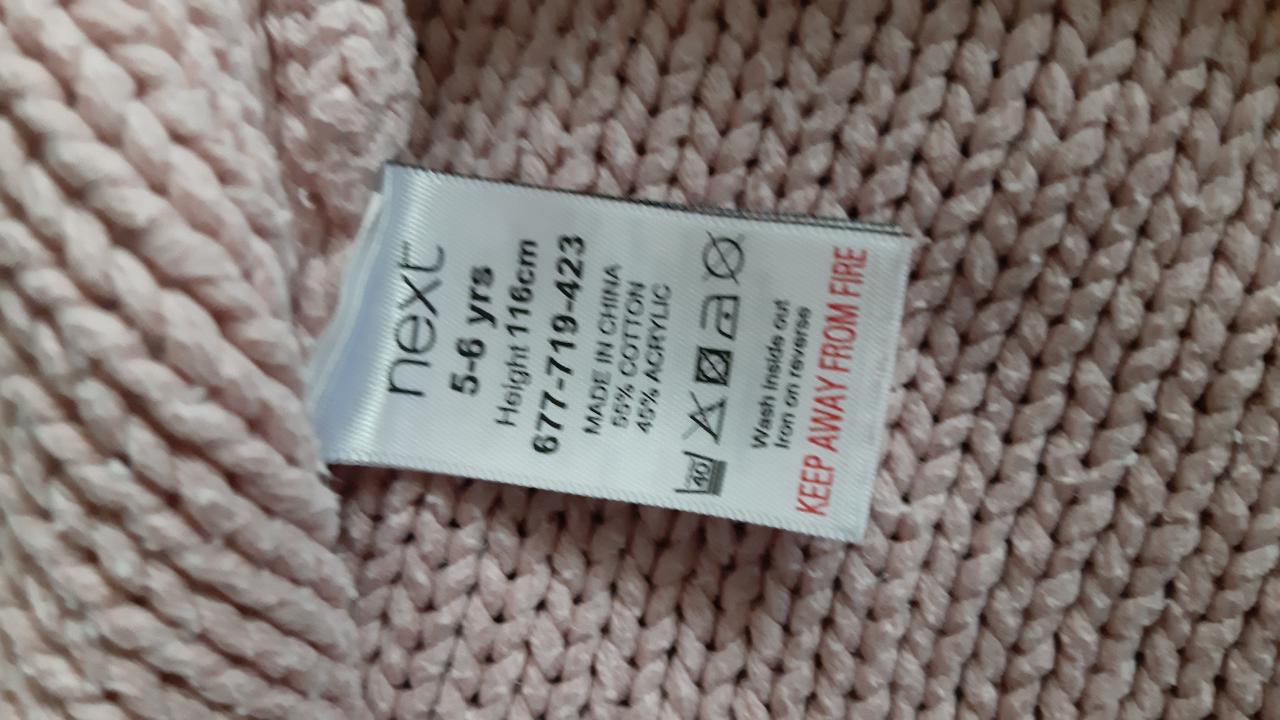 next
5-6 yrs
Height 116cm
677-719-423
MADE IN CHINA
55% COTTON
45% ACRYLIC
40
Wash inside out
Iron on reverse
KEEP AWAY FROM FIRE